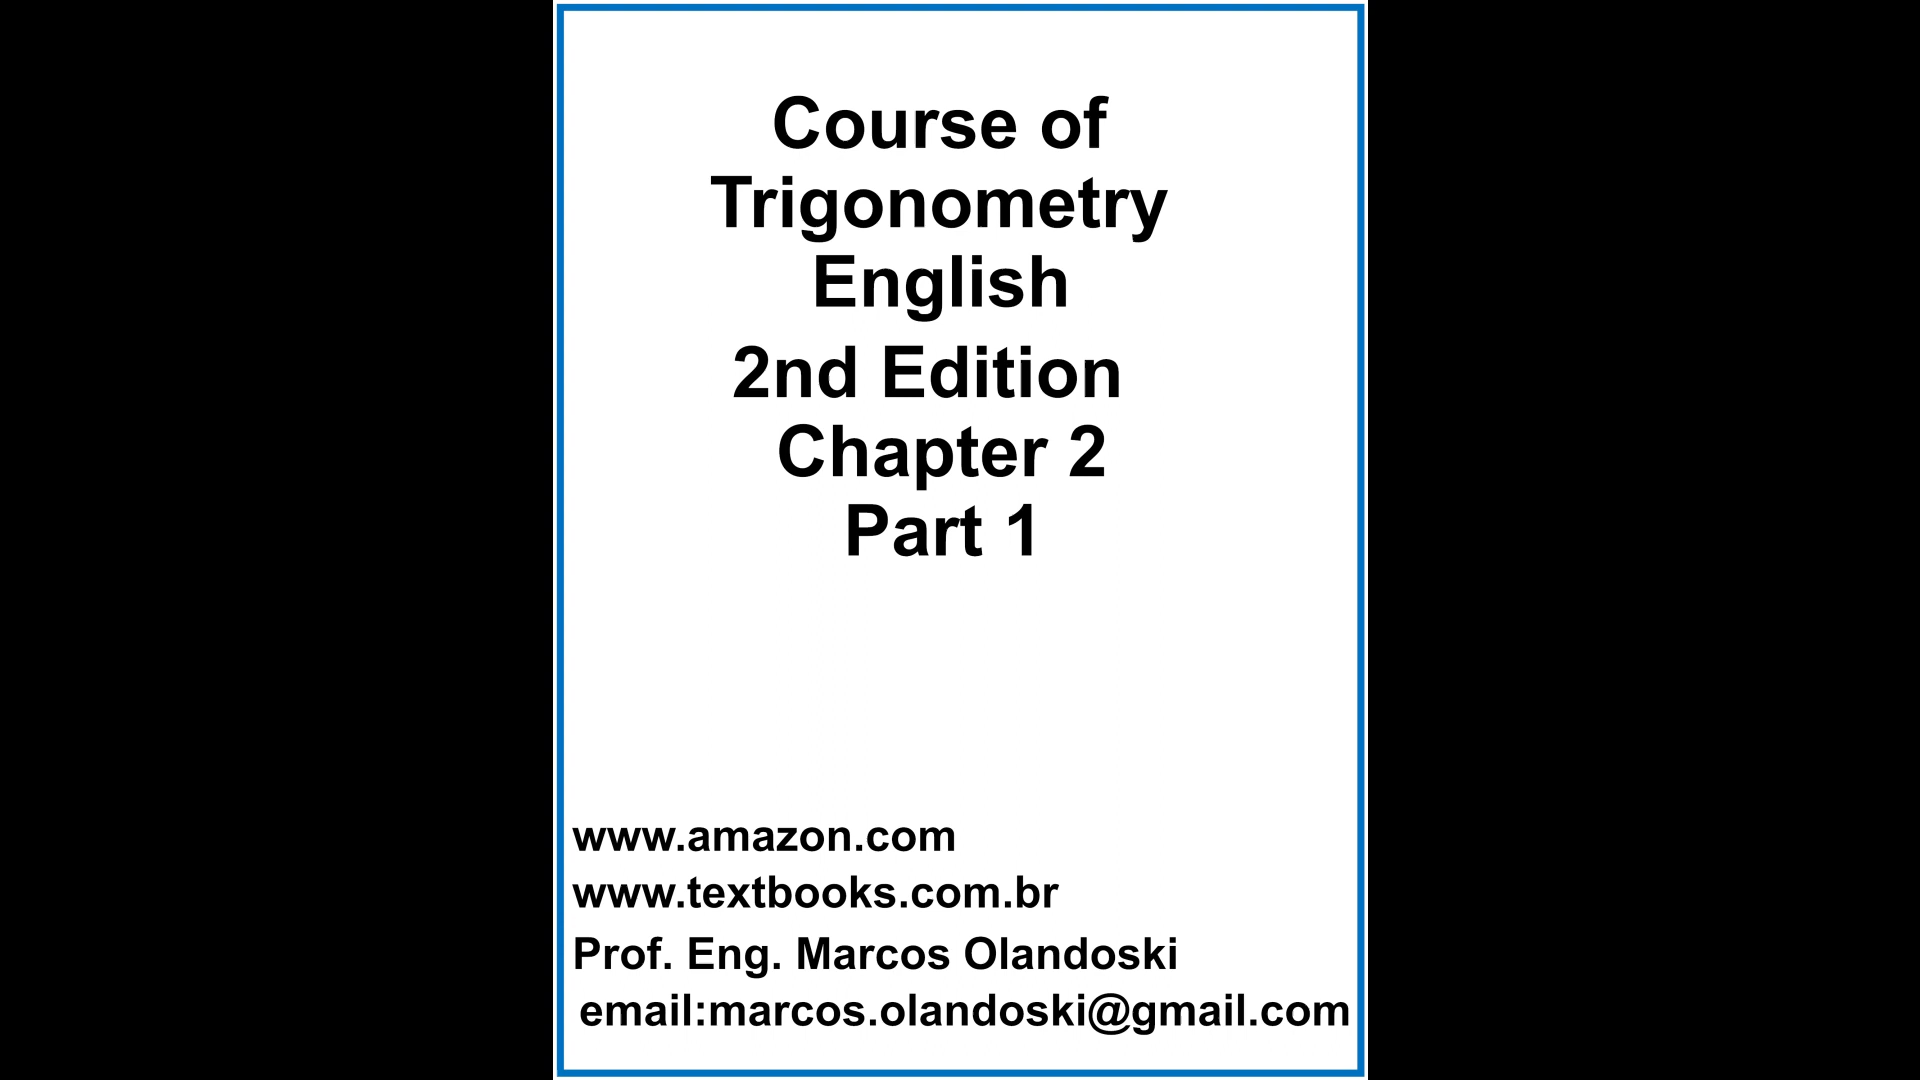 Course of
Trigonometry
English
2nd Edition
Chapter 2
Part 1
www.amazon.com
www.textbooks.com.br
Prof. Eng. Marcos Olandoski
email:marcos.olandoski@gmail.com